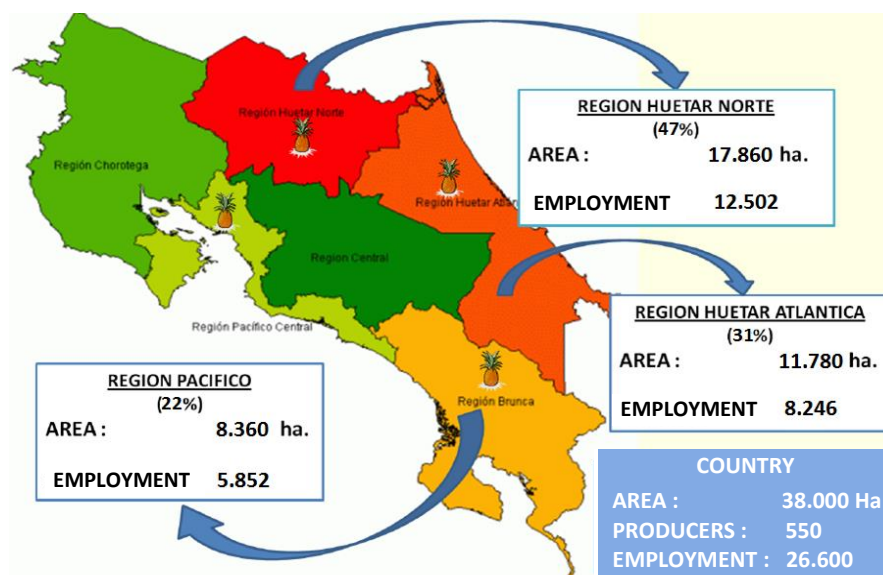 REGION HUETAR NORTE
(47%)
AREA : 17.860 ha.
EMPLOYMENT 12.502
Región Huetar Norte
Región Chorotega
Región Huetar Atlán
Region Central
REGION HUETAR ATLANTICA
(31%)
AREA : 11.780 ha.
EMPLOYMENT 8.246
Región Pacífico Central
REGION PACIFICO
(22%)
AREA : 8.360 ha.
EMPLOYMENT 5.852
Región Brunca
COUNTRY
AREA : 38.000 Ha
PRODUCERS : 550
EMPLOYMENT : 26.600